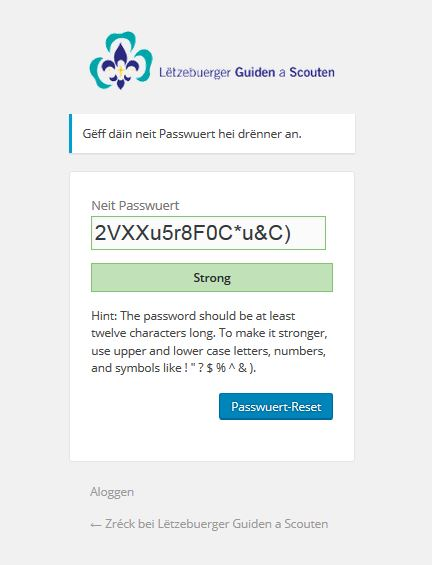 Lëtzebuerger Guiden a Scouten
Gëff däin neit Passwuert hei drënner an.
Neit Passwuert
2VXXu5r8F0C*u&C)
Strong
Hint: The password should be at least
twelve characters long. To make it stronger,
use upper and lower case letters, numbers,
and symbols like ! " ? $ % ^ & ).
Passwuert-Reset
Aloggen
← Zréck bei Lëtzebuerger Guiden a Scouten